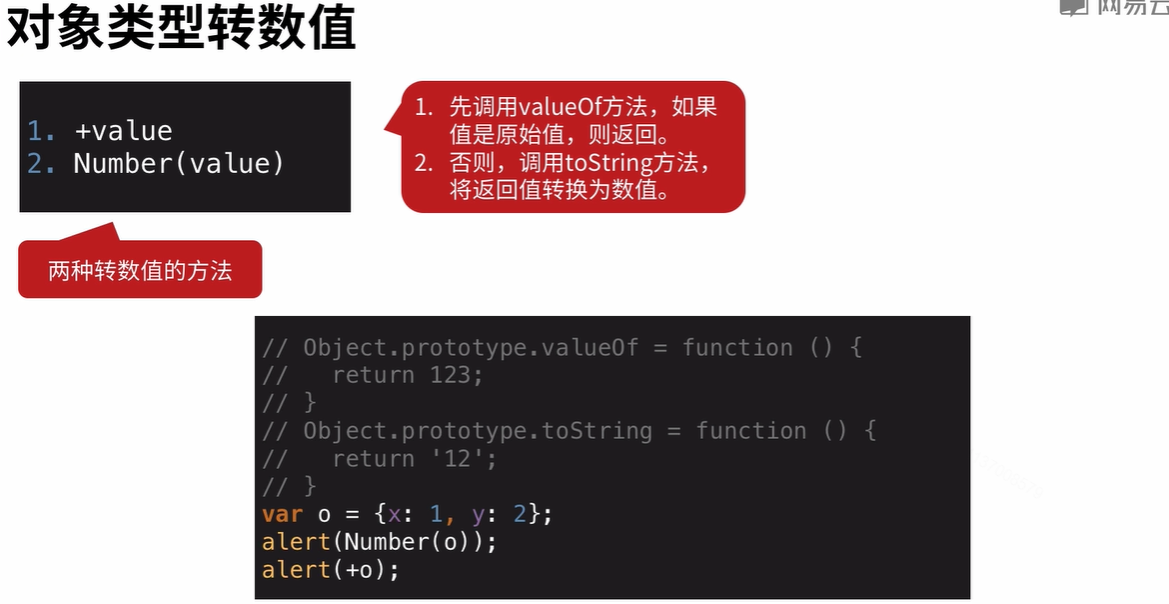 对象类型转数值
网易云
1. +value
2. Number(value)
1. 先调用valueOf方法，如果
值是原始值，则返回。
2. 否则，调用toString方法，
将返回值转换为数值。
两种转数值的方法
// Object.prototype.valueOf = function () {
//   return 123;
// }
// Object.prototype.toString = function () {
//   return '12';
// }
var o = {x: 1, y: 2};
alert(Number(o));
alert(+o);